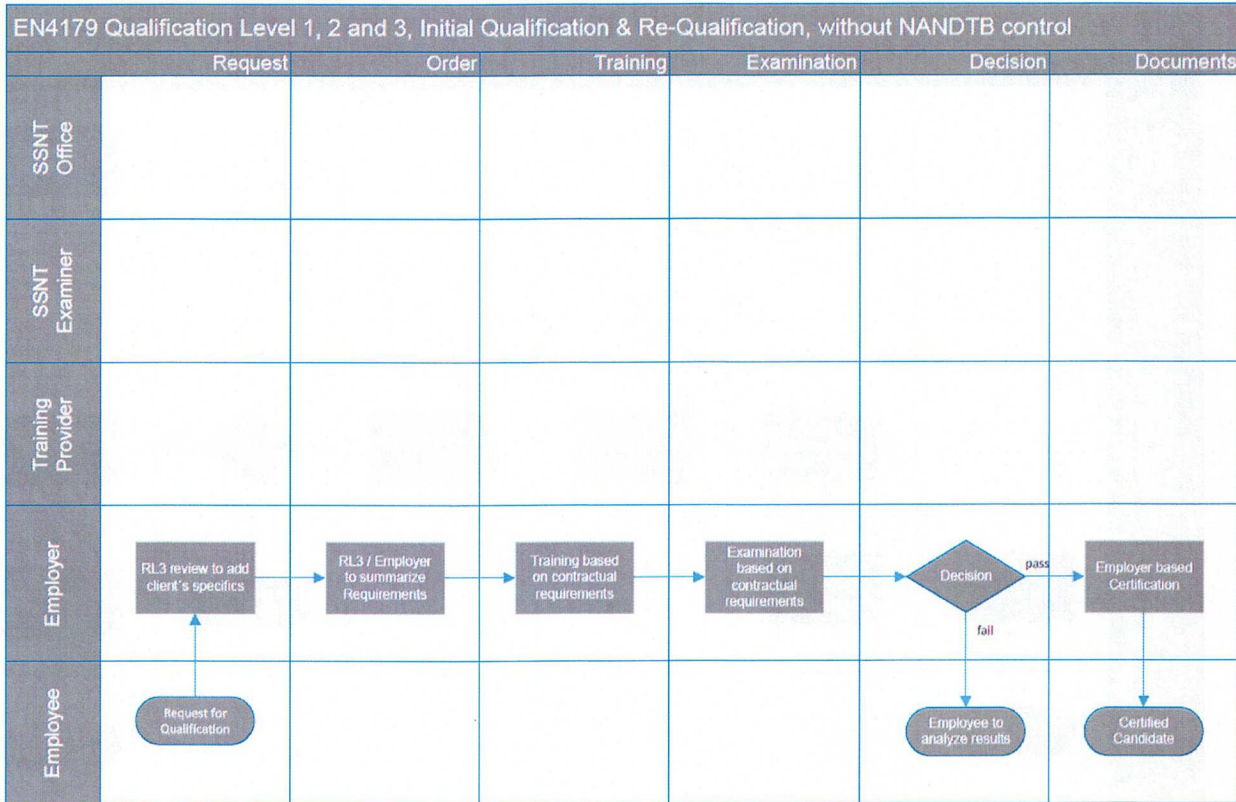 EN4179 Qualification Level 1, 2 and 3, Initial Qualification & Re-Qualification, without NANDTB control
Request
Order
Training
Examination
Decision
Documents
SSNT
Office
SSNT
Examiner
Training
Provider
Employer
RL3 review to add
client´s specifics
RL3 / Employer
to summarize
Requirements
Training based
on contractual
requirements
Examination
based on
contractual
requirements
Decision
pass
Employer based
Certification
fail
Employee
Request for
Qualification
Employee to
analyze results
Certified
Candidate